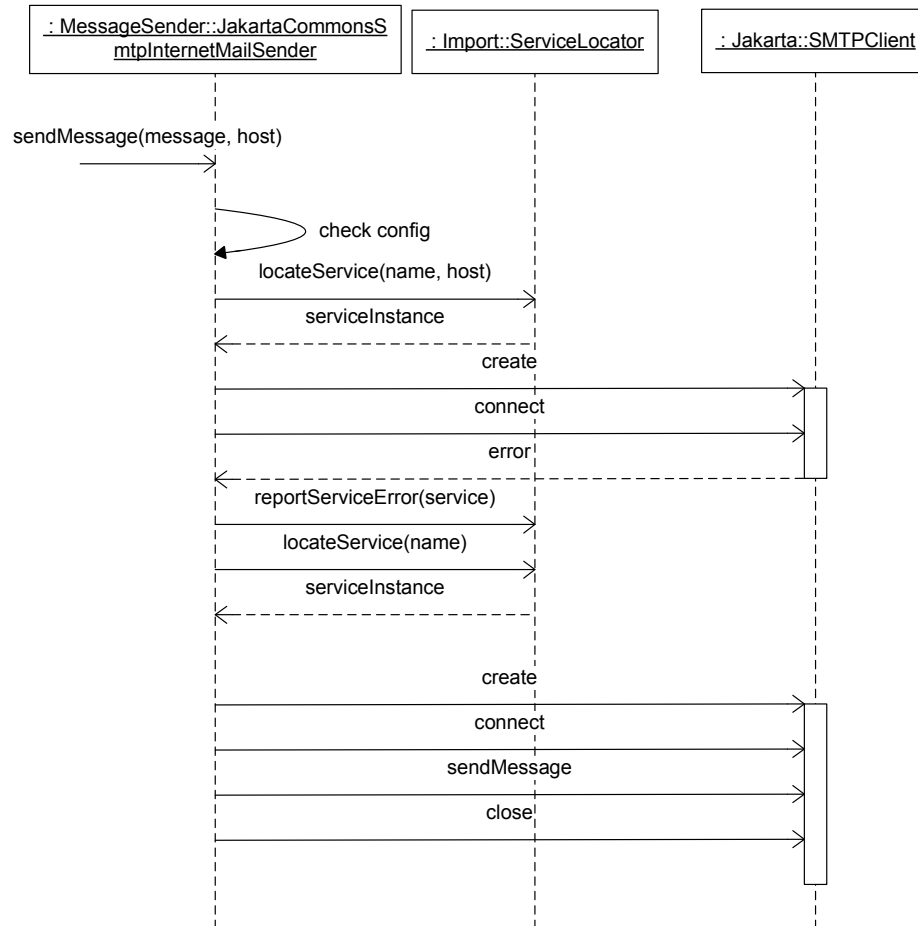 : MessageSender::JakartaCommonsS
mtpInternetMailSender
: Import::ServiceLocator
: Jakarta::SMTPClient
sendMessage(message, host)
check config
locateService(name, host)
serviceInstance
create
connect
error
reportServiceError(service)
locateService(name)
serviceInstance
create
connect
sendMessage
close